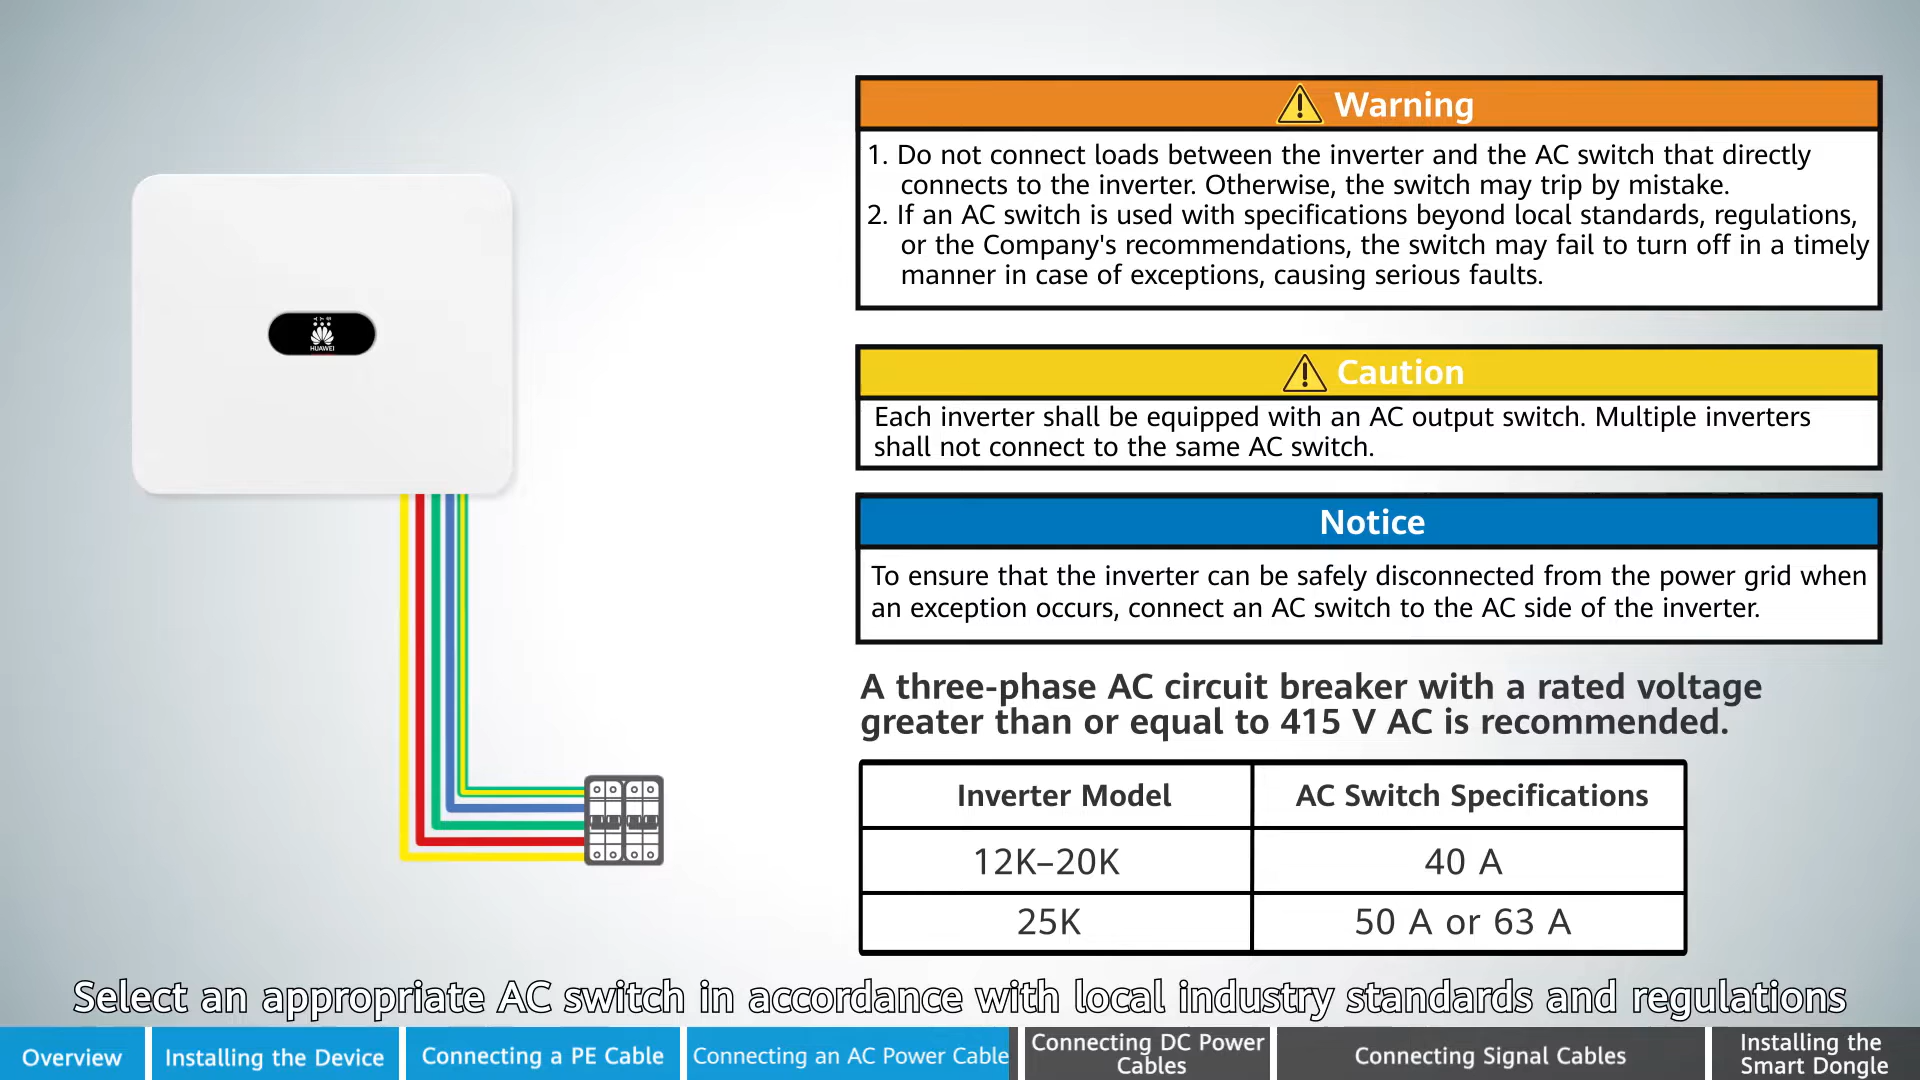 Warning
1. Do not connect loads between the inverter and the AC switch that directly
connects to the inverter. Otherwise, the switch may trip by mistake.
2. If an AC switch is used with specifications beyond local standards, regulations,
or the Company's recommendations, the switch may fail to turn off in a timely
manner in case of exceptions, causing serious faults.
HUAWEI
Caution
Each inverter shall be equipped with an AC output switch. Multiple inverters
shall not connect to the same AC switch.
Notice
To ensure that the inverter can be safely disconnected from the power grid when
an exception occurs, connect an AC switch to the AC side of the inverter.
A three-phase AC circuit breaker with a rated voltage
greater than or equal to 415 V AC is recommended.
Inverter Model AC Switch Specifications
12K–20K 40 A
25K 50 A or 63 A
Select an appropriate AC switch in accordance with local industry standards and regulations
Overview Installing the Device Connecting a PE Cable Connecting an AC Power Cable Connecting DC Power Connecting Signal Cables Installing the
Cables Smart Dongle